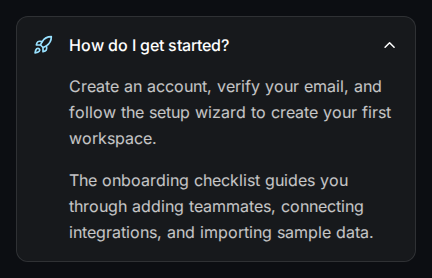 How do I get started?
Create an account, verify your email, and
follow the setup wizard to create your first
workspace.
The onboarding checklist guides you
through adding teammates, connecting
integrations, and importing sample data.